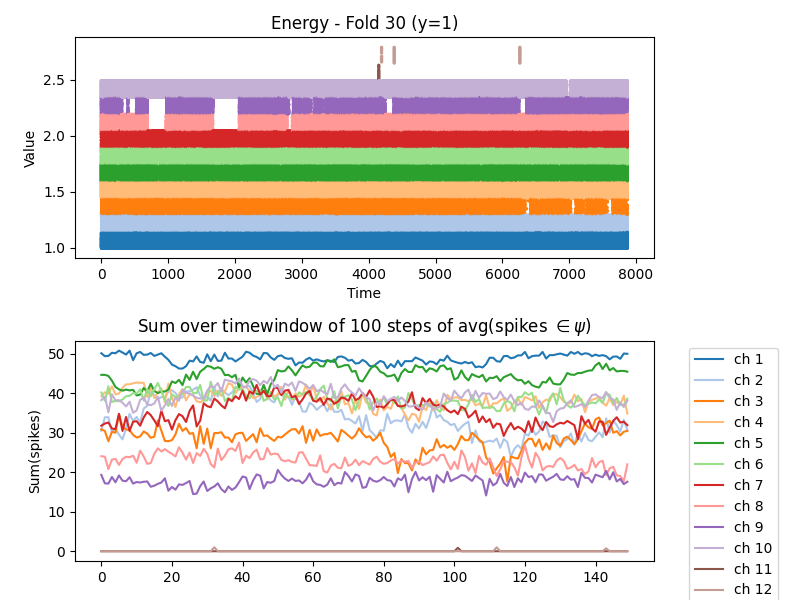 Energy - Fold 30 (y=1)
Value
2.5
2.0
1.5
1.0
0
1000
2000
3000
4000
5000
6000
7000
8000
Time
Sum over timewindow of 100 steps of avg(spikes ∈ ψ)
Sum(spikes)
50
40
30
20
10
0
0
20
40
60
80
100
120
140
ch 1
ch 2
ch 3
ch 4
ch 5
ch 6
ch 7
ch 8
ch 9
ch 10
ch 11
ch 12